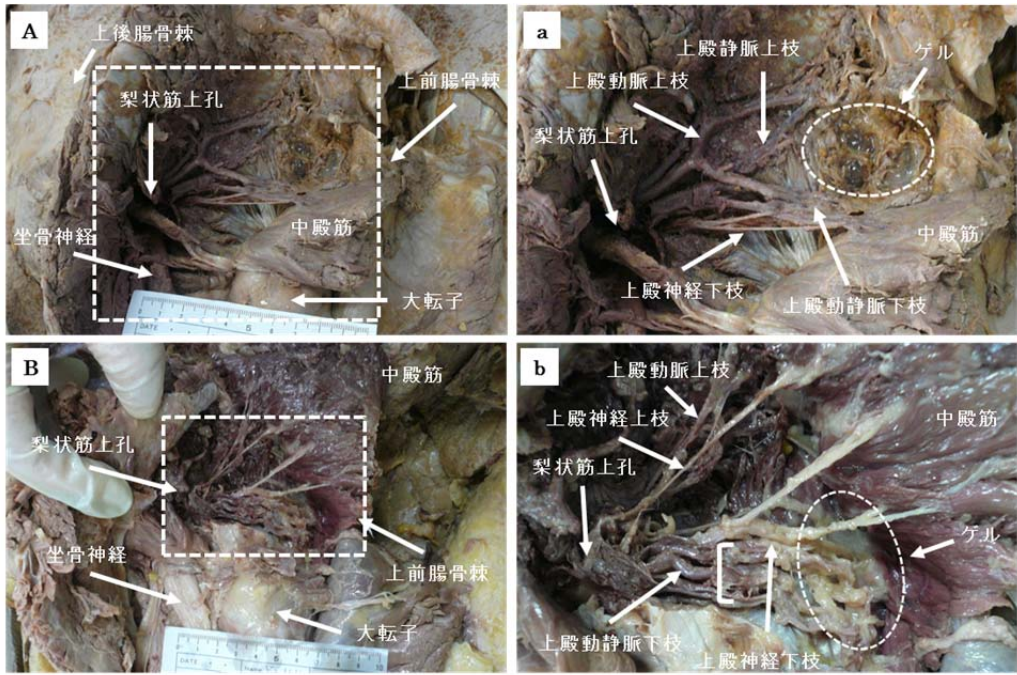 A
上後腸骨棘
梨状筋上孔
上前腸骨棘
中殿筋
坐骨神経
大転子
DATE
a
上殿静脈上枝
ゲル
上殿動脈上枝
梨状筋上孔
中殿筋
上殿神経下枝
上殿動静脈下枝
B
中殿筋
梨状筋上孔
坐骨神経
上前腸骨棘
大転子
DATE
b
上殿動脈上枝
上殿神経上枝
中殿筋
梨状筋上孔
ゲル
上殿動静脈下枝
上殿神経下枝